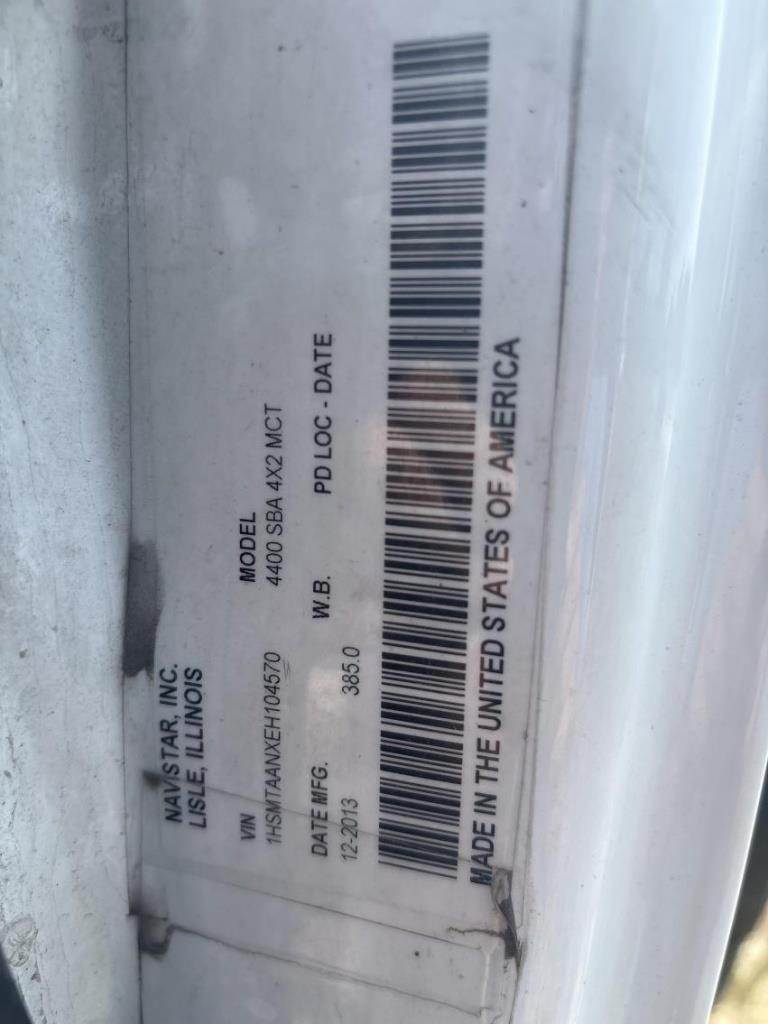 NAVISTAR, INC.
LISLE, ILLINOIS
VIN MODEL
1HSMTAANXEH104570 4400 SBA 4X2 MCT
DATE MFG. W.B. PD LOC - DATE
12-2013 385.0
MADE IN THE UNITED STATES OF AMERICA